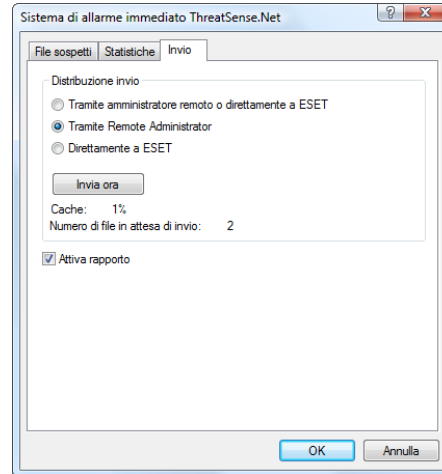 Sistema di allarme immediato ThreatSense.Net
File sospetti Statistiche Invio
Distribuzione invio
Tramite amministratore remoto o direttamente a ESET
Tramite Remote Administrator
Direttamente a ESET
Invia ora
Cache: 1%
Numero di file in attesa di invio: 2
Attiva rapporto
OK Annulla